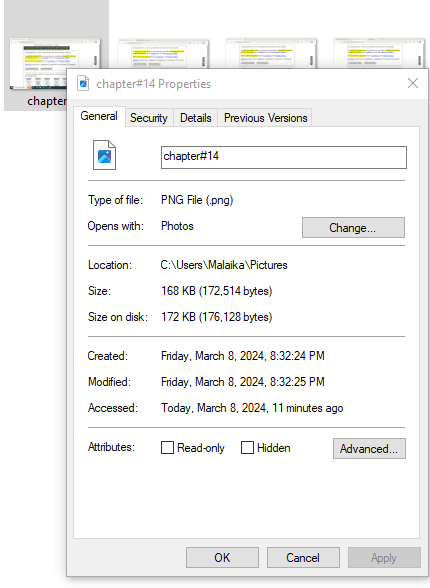 chapter
chapter#14 Properties
General Security Details Previous Versions
chapter#14
Type of file: PNG File (.png)
Opens with: Photos Change...
Location: C:\Users\Malaika\Pictures
Size: 168 KB (172,514 bytes)
Size on disk: 172 KB (176,128 bytes)
Created: Friday, March 8, 2024, 8:32:24 PM
Modified: Friday, March 8, 2024, 8:32:25 PM
Accessed: Today, March 8, 2024, 11 minutes ago
Attributes: Read-only Hidden Advanced...
OK Cancel Apply